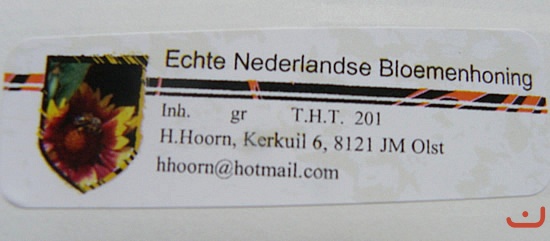 Echte Nederlandse Bloemenhoning
Inh. gr T.H.T. 201
H.Hoorn, Kerkuil 6, 8121 JM Olst
hhoorn@hotmail.com